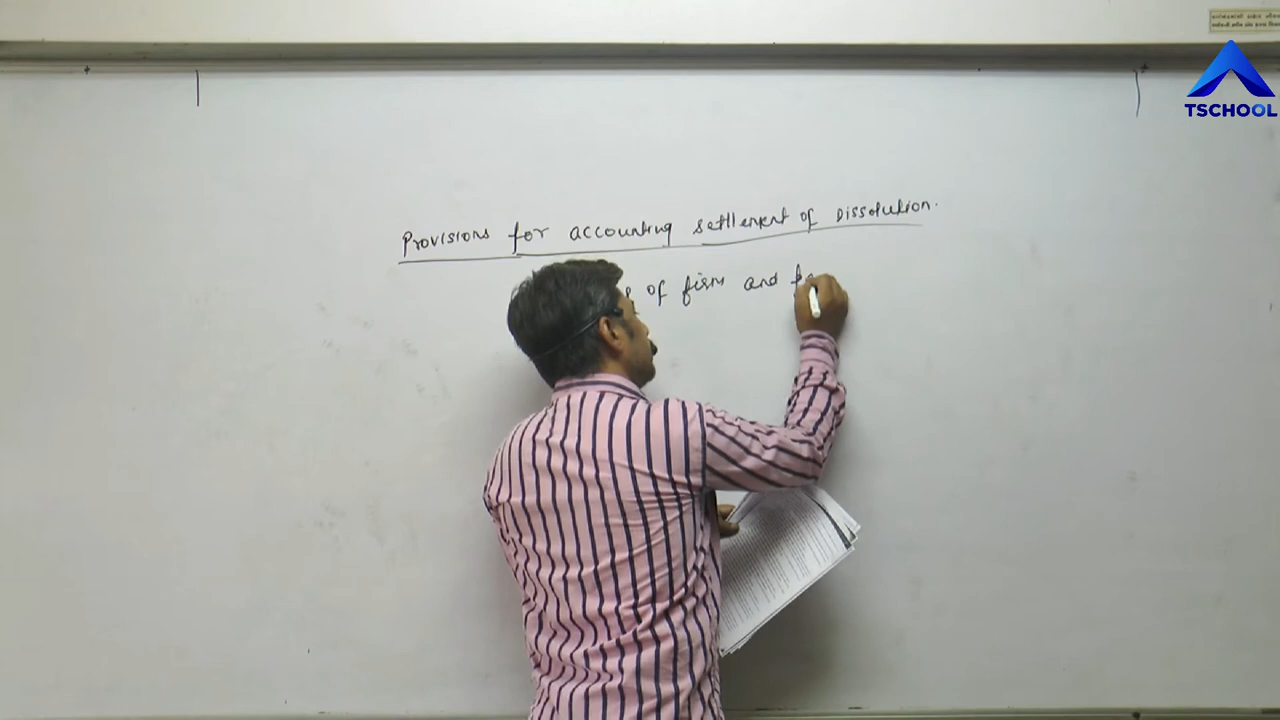 TSCHOOL
Provisions for accounting settlement of Dissolution.
of firm and